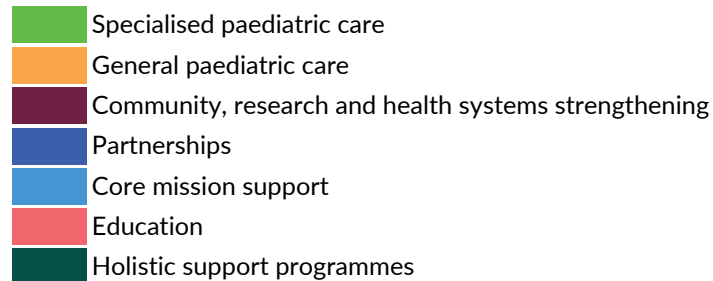 Specialised paediatric care
General paediatric care
Community, research and health systems strengthening
Partnerships
Core mission support
Education
Holistic support programmes